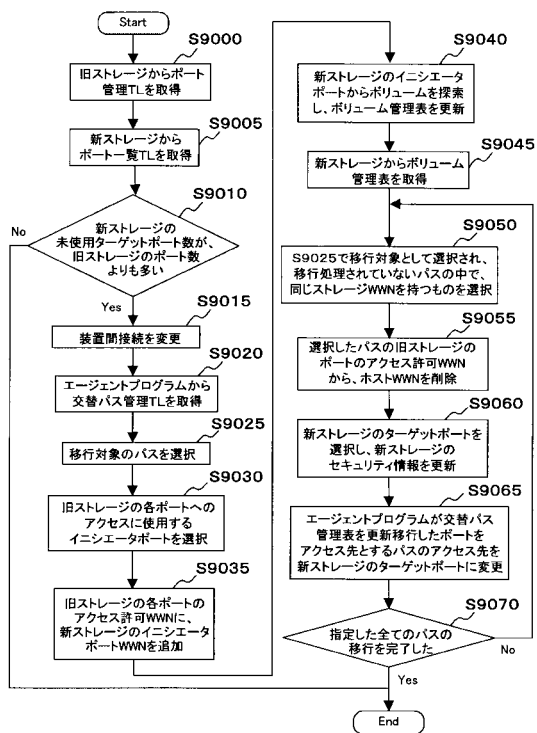 Start
S9000
旧ストレージからポート
管理TLを取得
S9005
新ストレージから
ポート一覧TLを取得
S9010
No
新ストレージの
未使用ターゲットポート数が、
旧ストレージのポート数
よりも多い
Yes
S9015
装置間接続を変更
S9020
エージェントプログラムから
交替パス管理TLを取得
S9025
移行対象のパスを選択
S9030
旧ストレージの各ポートへの
アクセスに使用する
イニシエータポートを選択
S9035
旧ストレージの各ポートの
アクセス許可WWNに、
新ストレージのイニシエータ
ポートWWNを追加
S9040
新ストレージのイニシエータ
ポートからボリュームを探索
し、ボリューム管理表を更新
S9045
新ストレージからボリューム
管理表を取得
S9050
S9025で移行対象として選択され、
移行処理されていないパスの中で、
同じストレージWWNを持つものを選択
S9055
選択したパスの旧ストレージの
ポートのアクセス許可WWN
から、ホストWWNを削除
S9060
新ストレージのターゲットポートを
選択し、新ストレージの
セキュリティ情報を更新
S9065
エージェントプログラムが交替パス
管理表を更新移行したポートを
アクセス先とするパスのアクセス先を
新ストレージのターゲットポートに変更
S9070
指定した全てのパスの
移行を完了した
No
Yes
End